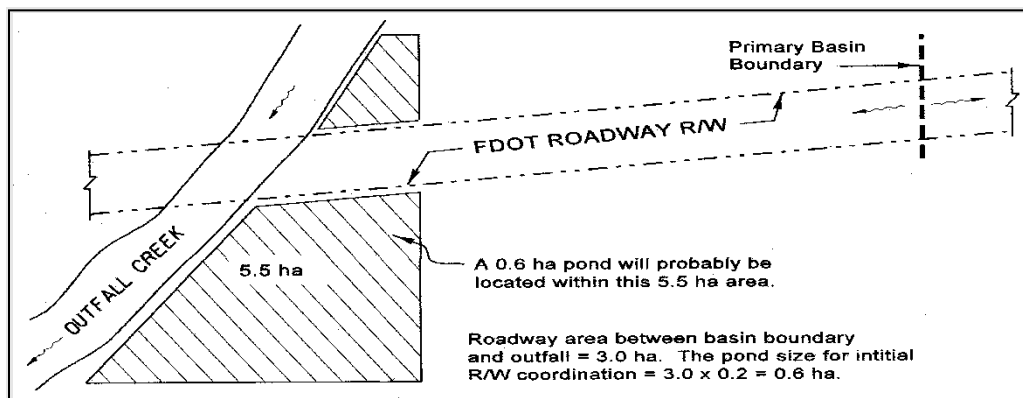 Primary Basin
Boundary
FDOT ROADWAY R/W
OUTFALL CREEK
5.5 ha
A 0.6 ha pond will probably be
located within this 5.5 ha area.
Roadway area between basin boundary
and outfall = 3.0 ha. The pond size for intitial
R/W coordination = 3.0 x 0.2 = 0.6 ha.